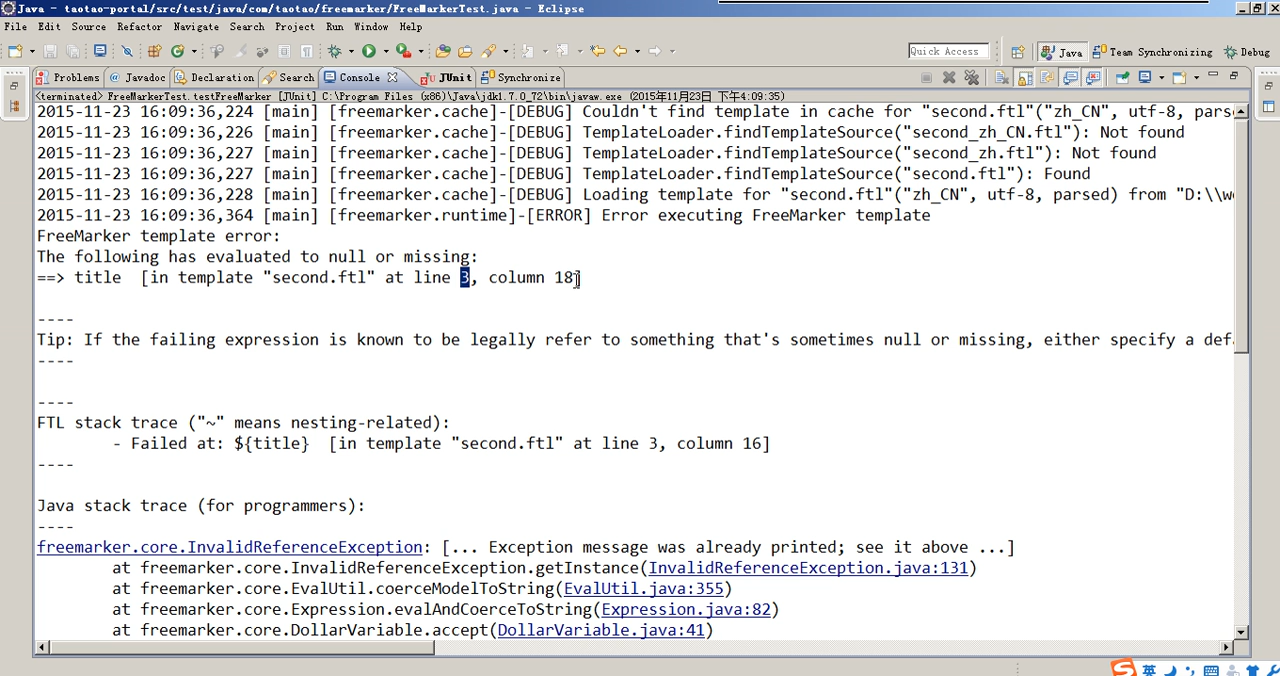 Java - taotao-portal/src/test/java/com/taotao/freemarker/FreeMarkerTest.java - Eclipse
File Edit Source Refactor Navigate Search Project Run Window Help
Quick Access Java Team Synchronizing Debug
Problems Javadoc Declaration Search Console JUnit Synchronize
<terminated> FreeMarkerTest.testFreeMarker [JUnit] C:\Program Files (x86)\Java\jdk1.7.0_72\bin\javaw.exe (2015年11月23日 下午4:09:35)
2015-11-23 16:09:36,224 [main] [freemarker.cache]-[DEBUG] Couldn't find template in cache for "second.ftl"("zh_CN", utf-8, pars
2015-11-23 16:09:36,226 [main] [freemarker.cache]-[DEBUG] TemplateLoader.findTemplateSource("second_zh_CN.ftl"): Not found
2015-11-23 16:09:36,227 [main] [freemarker.cache]-[DEBUG] TemplateLoader.findTemplateSource("second_zh.ftl"): Not found
2015-11-23 16:09:36,227 [main] [freemarker.cache]-[DEBUG] TemplateLoader.findTemplateSource("second.ftl"): Found
2015-11-23 16:09:36,228 [main] [freemarker.cache]-[DEBUG] Loading template for "second.ftl"("zh_CN", utf-8, parsed) from "D:\\w
2015-11-23 16:09:36,364 [main] [freemarker.runtime]-[ERROR] Error executing FreeMarker template
FreeMarker template error:
The following has evaluated to null or missing:
==> title [in template "second.ftl" at line 3, column 18]
----
Tip: If the failing expression is known to be legally refer to something that's sometimes null or missing, either specify a def
----
----
FTL stack trace ("~" means nesting-related):
- Failed at: ${title} [in template "second.ftl" at line 3, column 16]
----
Java stack trace (for programmers):
----
freemarker.core.InvalidReferenceException: [... Exception message was already printed; see it above ...]
at freemarker.core.InvalidReferenceException.getInstance(InvalidReferenceException.java:131)
at freemarker.core.EvalUtil.coerceModelToString(EvalUtil.java:355)
at freemarker.core.Expression.evalAndCoerceToString(Expression.java:82)
at freemarker.core.DollarVariable.accept(DollarVariable.java:41)
英